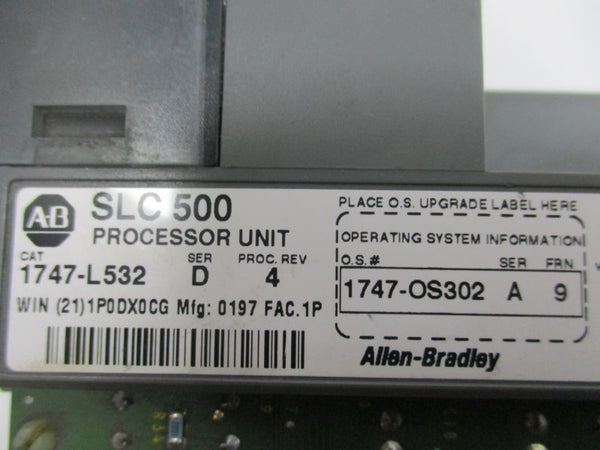 A-B SLC 500
PROCESSOR UNIT
CAT SER PROC. REV
1747-L532 D 4
WIN (21)1P0DX0CG Mfg: 0197 FAC.1P
PLACE O.S. UPGRADE LABEL HERE
OPERATING SYSTEM INFORMATION
O.S.# SER FRN
1747-OS302 A 9
Allen-Bradley
R34